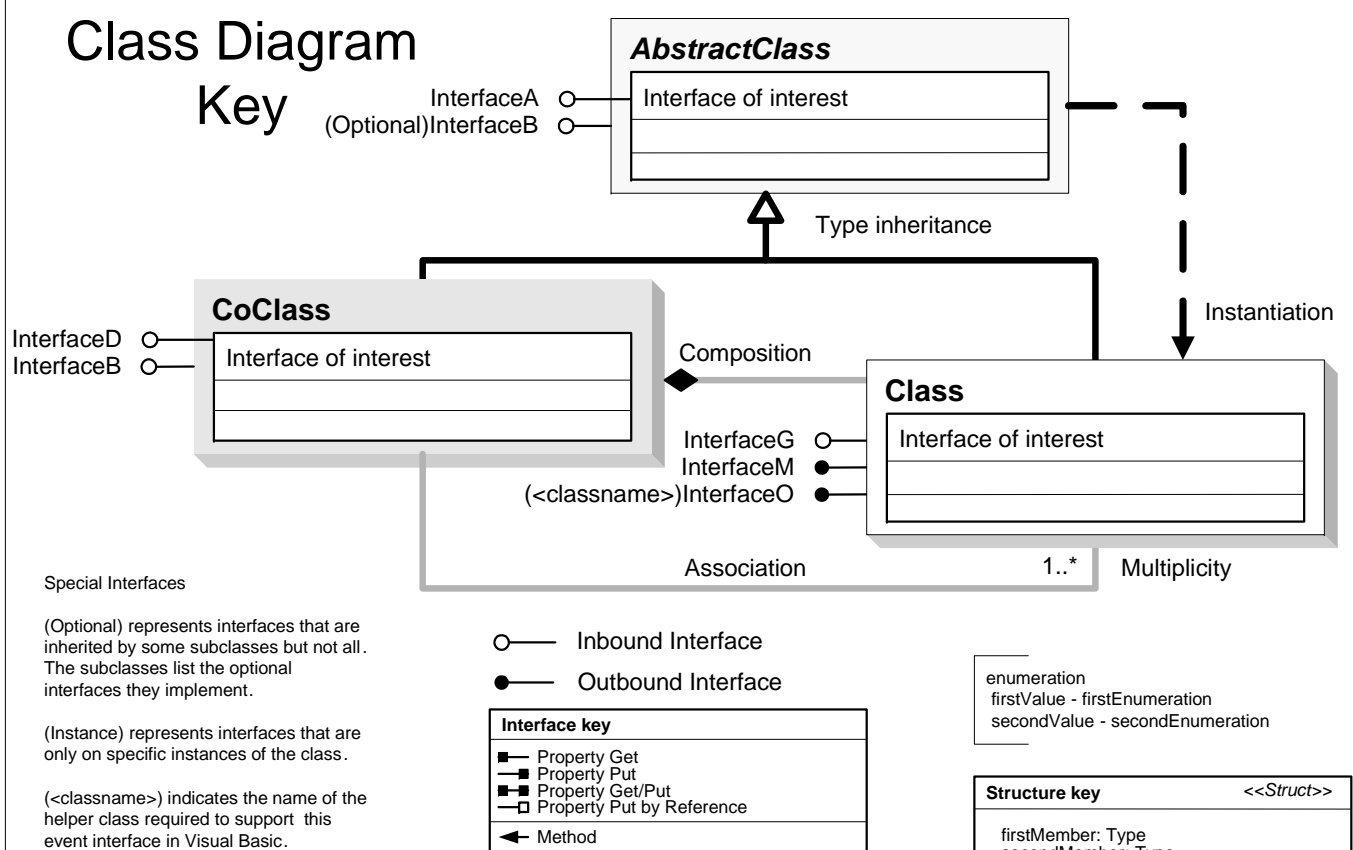 Class Diagram
Key
AbstractClass
InterfaceA
Interface of interest
(Optional)InterfaceB
Type inheritance
CoClass
Instantiation
InterfaceD
Interface of interest
InterfaceB
Composition
Class
InterfaceG
Interface of interest
InterfaceM
(<classname>)InterfaceO
Association
1..*
Multiplicity
Special Interfaces
(Optional) represents interfaces that are
inherited by some subclasses but not all.
The subclasses list the optional
interfaces they implement.
(Instance) represents interfaces that are
only on specific instances of the class.
(<classname>) indicates the name of the
helper class required to support this
event interface in Visual Basic.
Inbound Interface
Outbound Interface
Interface key
Property Get
Property Put
Property Get/Put
Property Put by Reference
Method
enumeration
firstValue - firstEnumeration
secondValue - secondEnumeration
Structure key
<<Struct>>
firstMember: Type
secondMember: Type